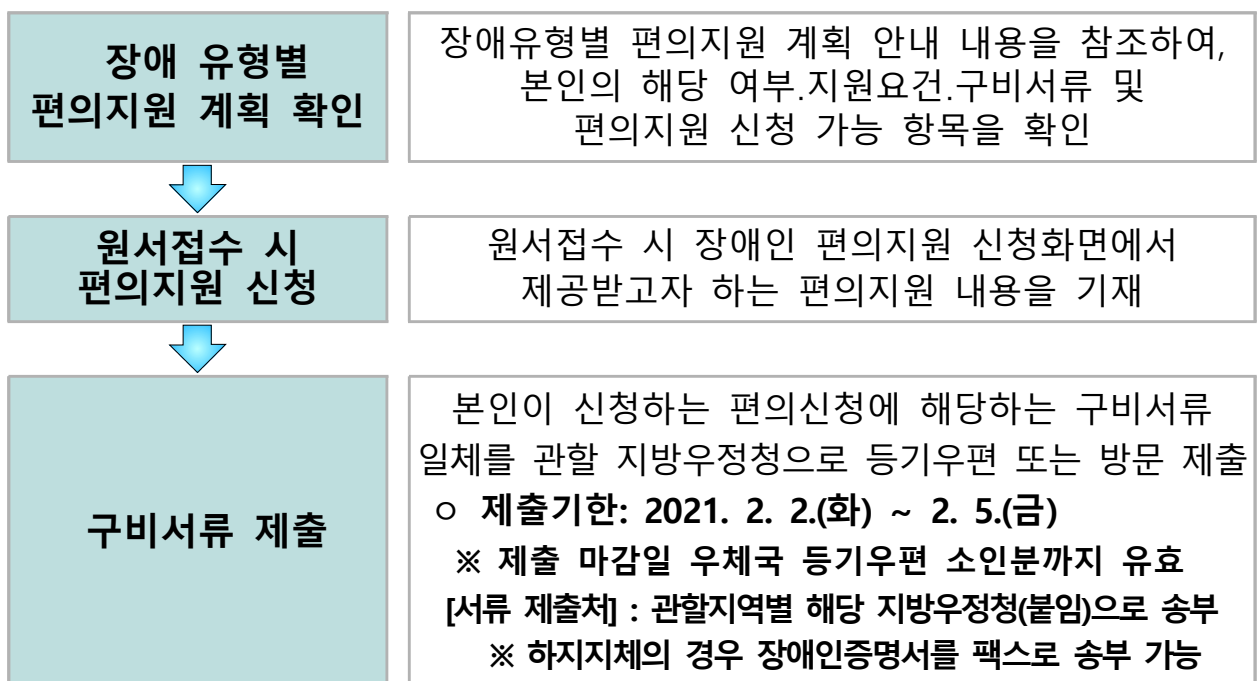 장애 유형별
편의지원 계획 확인
장애유형별 편의지원 계획 안내 내용을 참조하여,
본인의 해당 여부.지원요건.구비서류 및
편의지원 신청 가능 항목을 확인
원서접수 시
편의지원 신청
원서접수 시 장애인 편의지원 신청화면에서
제공받고자 하는 편의지원 내용을 기재
구비서류 제출
본인이 신청하는 편의신청에 해당하는 구비서류
일체를 관할 지방우정청으로 등기우편 또는 방문 제출
ㅇ 제출기한: 2021. 2. 2.(화) ~ 2. 5.(금)
※ 제출 마감일 우체국 등기우편 소인분까지 유효
[서류 제출처] : 관할지역별 해당 지방우정청(붙임)으로 송부
※ 하지지체의 경우 장애인증명서를 팩스로 송부 가능